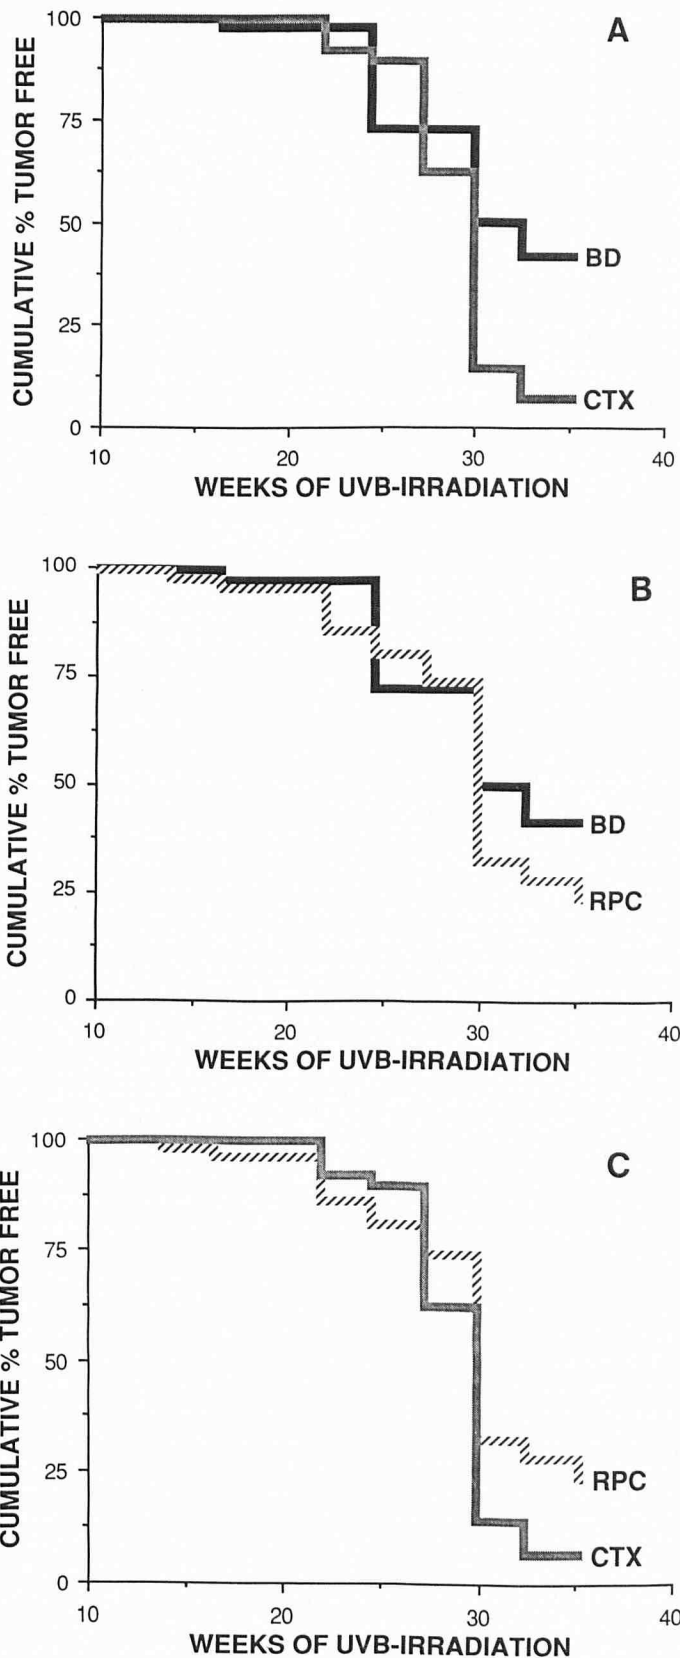 A
CUMULATIVE % TUMOR FREE
100
75
50
25
0
BD
CTX
10 20 30 40
WEEKS OF UVB-IRRADIATION
B
CUMULATIVE % TUMOR FREE
100
75
50
25
0
BD
RPC
10 20 30 40
WEEKS OF UVB-IRRADIATION
C
CUMULATIVE % TUMOR FREE
100
75
50
25
0
RPC
CTX
10 20 30 40
WEEKS OF UVB-IRRADIATION